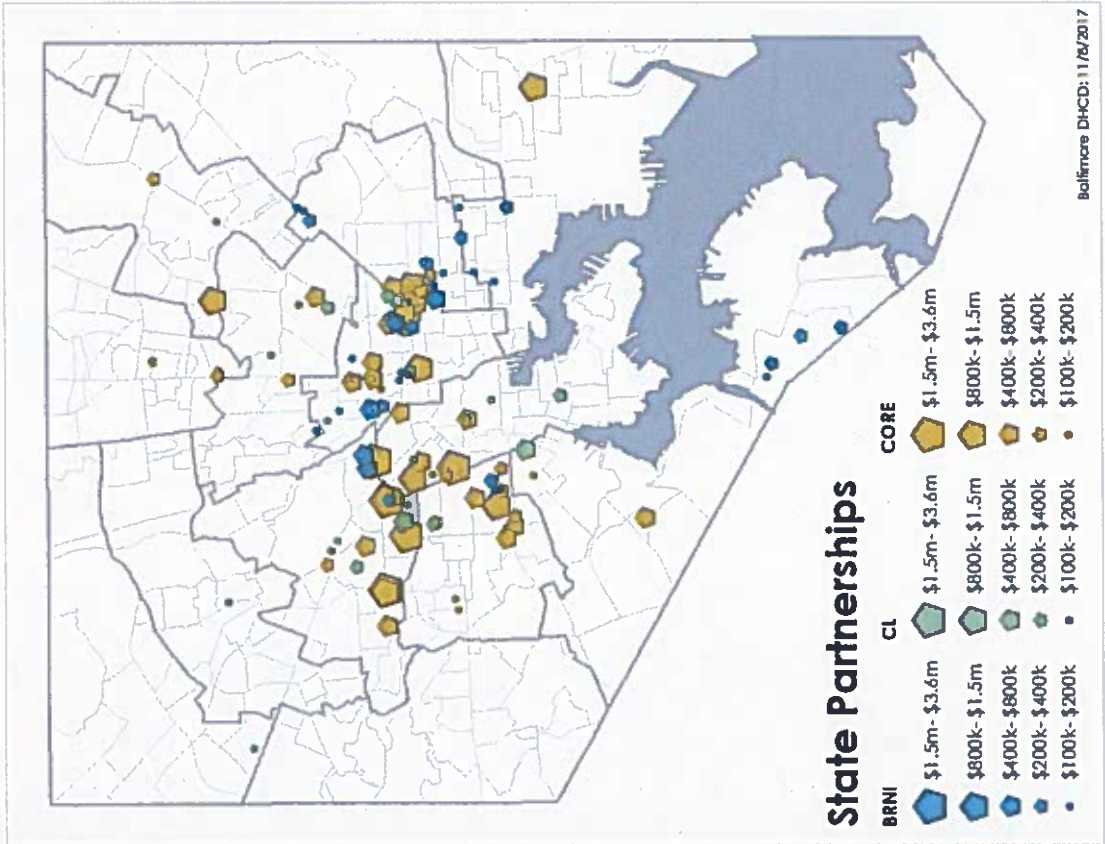 State Partnerships
BRNI
$1.5m- $3.6m
$800k- $1.5m
$400k- $800k
$200k- $400k
$100k- $200k
CL
$1.5m- $3.6m
$800k- $1.5m
$400k- $800k
$200k- $400k
$100k- $200k
CORE
$1.5m- $3.6m
$800k- $1.5m
$400k- $800k
$200k- $400k
$100k- $200k
Baltimore DHCD: 11/8/2017